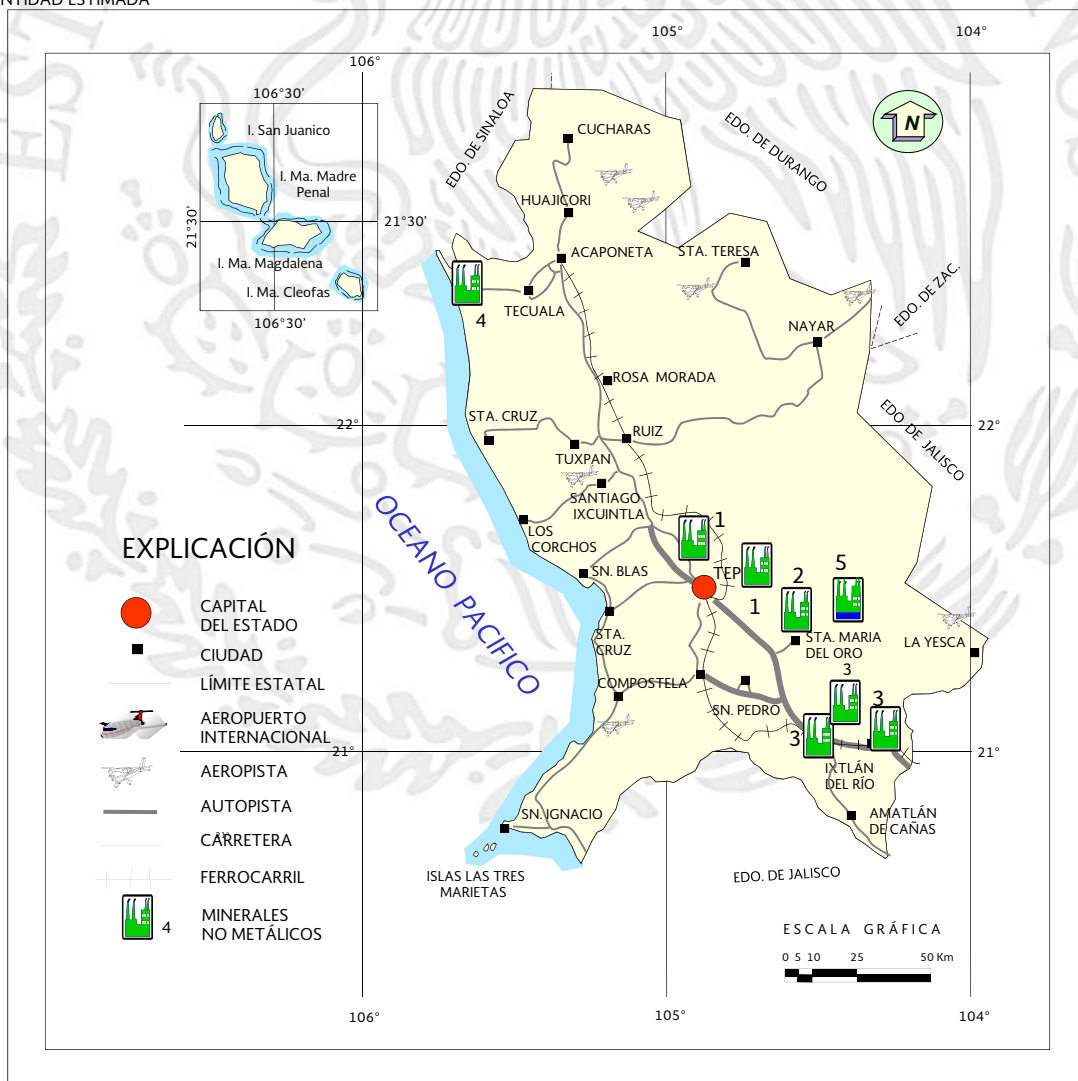 NTIDAD ESTIMADA
105°
104°
106°
106°30'
I. San Juanico
I. Ma. Madre
Penal
21°30'
21°30'
I. Ma. Magdalena
I. Ma. Cleofas
106°30'
EDO. DE SINALOA
EDO. DE DURANGO
N
CUCHARAS
HUAJICORI
ACAPONETA
STA. TERESA
EDO. DE ZAC.
4
TECUALA
NAYAR
ROSA MORADA
STA. CRUZ
EDO. DE JALISCO
22°
RUIZ
22°
TUXPAN
SANTIAGO
IXCUINTLA
OCEANO PACIFICO
LOS
CORCHOS
1
EXPLICACIÓN
SN. BLAS
TEP
1
2
5
CAPITAL
DEL ESTADO
STA.
CRUZ
STA. MARIA
DEL ORO
LA YESCA
CIUDAD
LÍMITE ESTATAL
COMPOSTELA
3
SN. PEDRO
3
AEROPUERTO
INTERNACIONAL
3
21°
21°
AEROPISTA
IXTLÁN
DEL RÍO
AUTOPISTA
SN. IGNACIO
AMATLÁN
DE CAÑAS
CARRETERA
FERROCARRIL
ISLAS LAS TRES
MARIETAS
EDO. DE JALISCO
MINERALES
NO METÁLICOS
4
ESCALA GRÁFICA
0 5 10 25 50 Km
106°
105°
104°